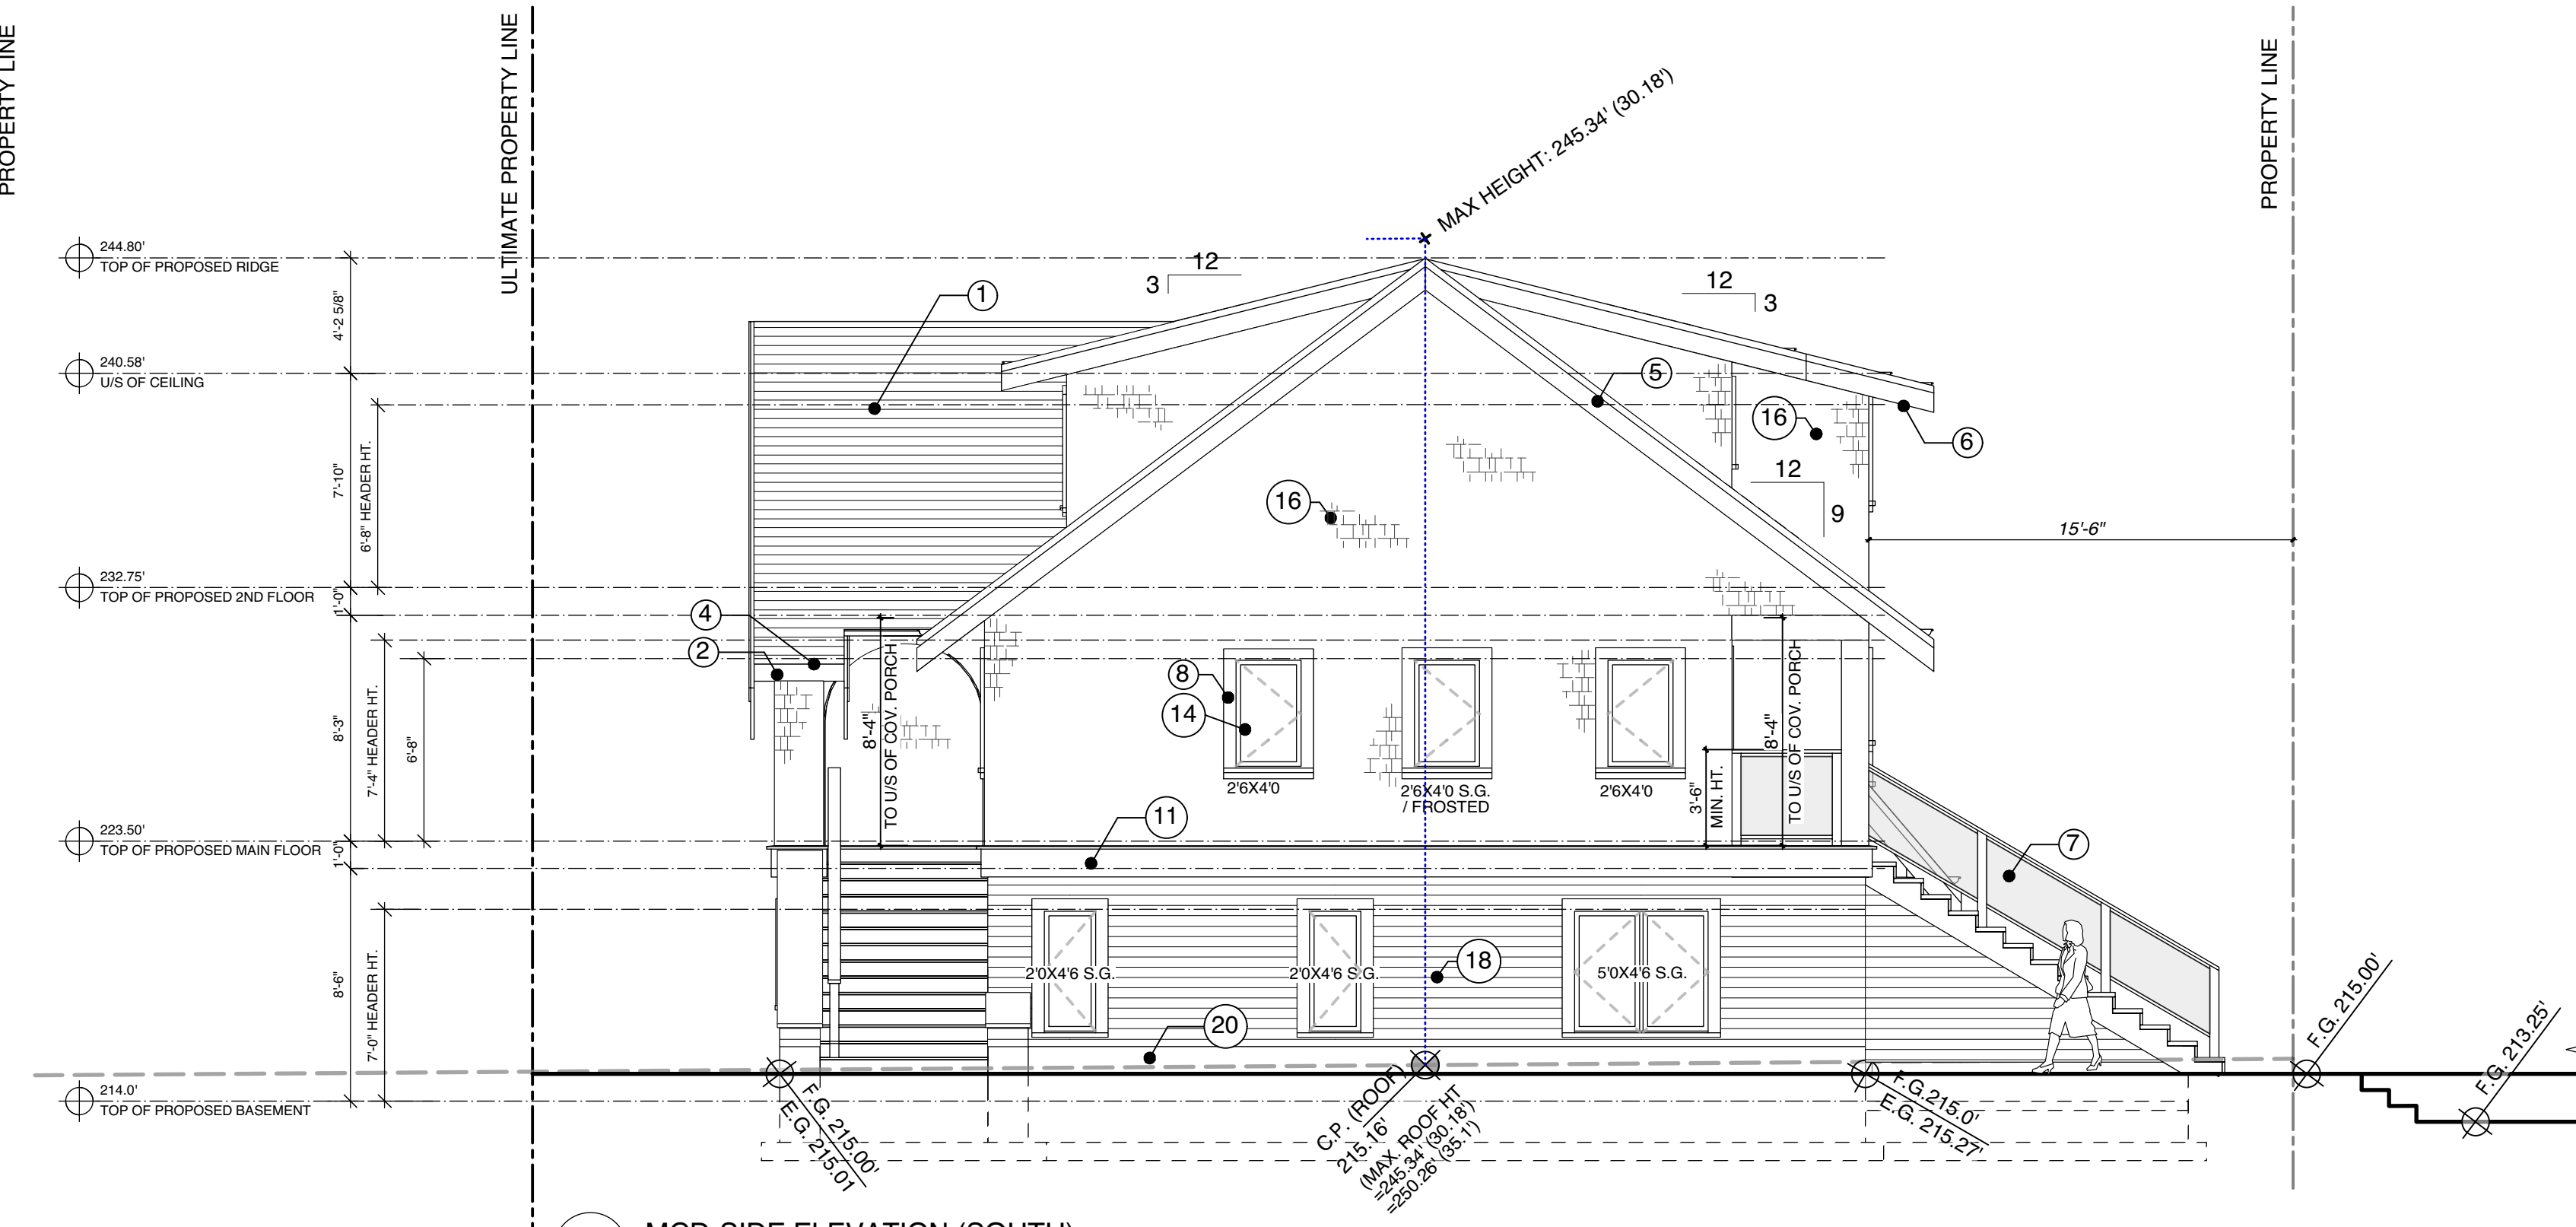 PROPERTY LINE
ULTIMATE PROPERTY LINE
PROPERTY LINE
MAX HEIGHT: 245.34' (30.18')
244.80'
TOP OF PROPOSED RIDGE
12
3
12
3
1
4'-2 5/8"
240.58'
U/S OF CEILING
5
16
6
12
9
7'-10"
6'-8" HEADER HT.
16
15'-6"
232.75'
TOP OF PROPOSED 2ND FLOOR
1'-0"
4
2
8'-3"
7'-4" HEADER HT.
6'-8"
8'-4"
TO U/S OF COV. PORCH
8
14
2'6X4'0
2'6X4'0 S.G.
/ FROSTED
2'6X4'0
3'-6"
MIN. HT.
8'-4"
TO U/S OF COV. PORCH
11
7
223.50'
TOP OF PROPOSED MAIN FLOOR
1'-0"
8'-6"
7'-0" HEADER HT.
2'0X4'6 S.G.
2'0X4'6 S.G.
18
5'0X4'6 S.G.
20
214.0'
TOP OF PROPOSED BASEMENT
F.G. 215.00'
E.G. 215.01
C.P. (ROOF)
215.16'
(MAX. ROOF HT
=245.34' (30.18')
=250.26' (35.1')
F.G.215.0'
E.G. 215.27'
F.G. 215.00'
F.G. 213.25'
MCD-SIDE ELEVATION (SOUTH)